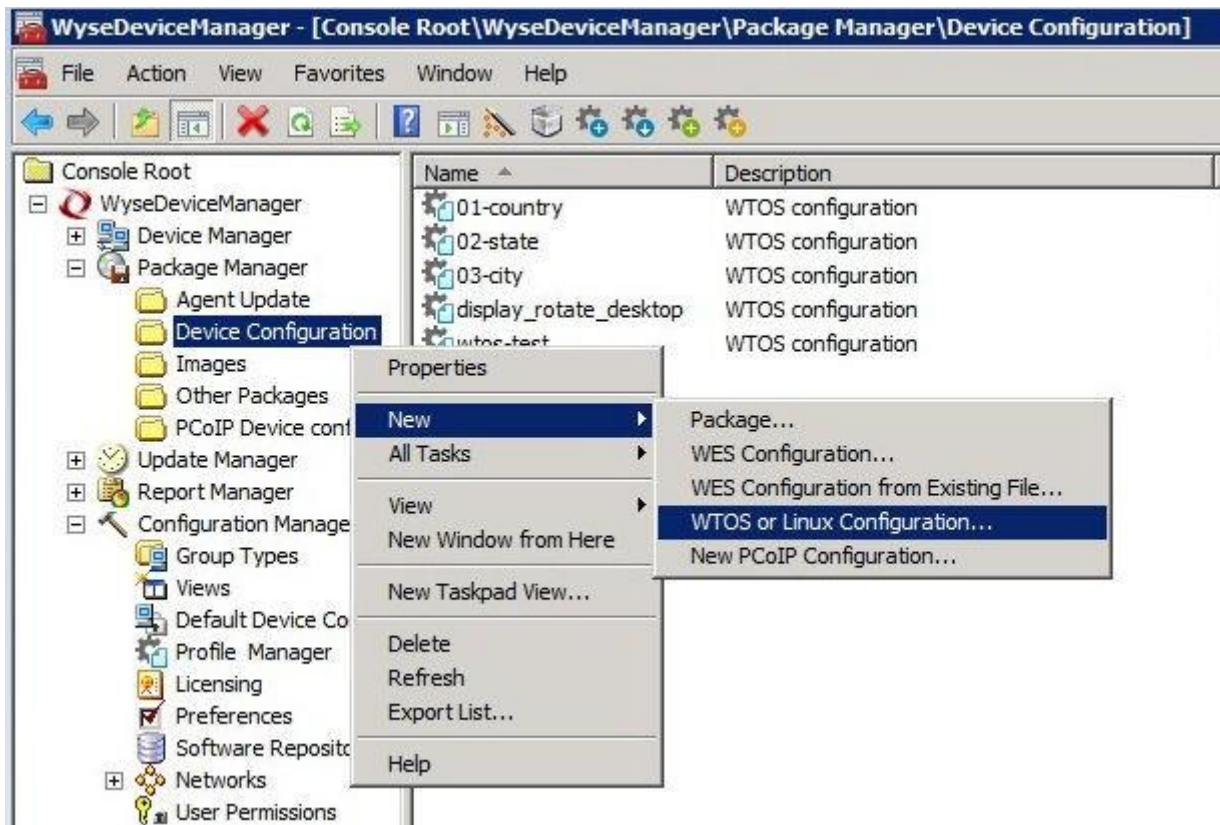 WyseDeviceManager - [Console Root\WyseDeviceManager\Package Manager\Device Configuration]
File Action View Favorites Window Help
Console Root
WyseDeviceManager
Device Manager
Package Manager
Agent Update
Device Configuration
Images
Other Packages
PCoIP Device conf
Update Manager
Report Manager
Configuration Manage
Group Types
Views
Default Device Co
Profile Manager
Licensing
Preferences
Software Reposito
Networks
User Permissions
Name Description
01-country WTOS configuration
02-state WTOS configuration
03-city WTOS configuration
display_rotate_desktop WTOS configuration
wtos-test WTOS configuration
Properties
New
All Tasks
View
New Window from Here
New Taskpad View...
Delete
Refresh
Export List...
Help
Package...
WES Configuration...
WES Configuration from Existing File...
WTOS or Linux Configuration...
New PCoIP Configuration...